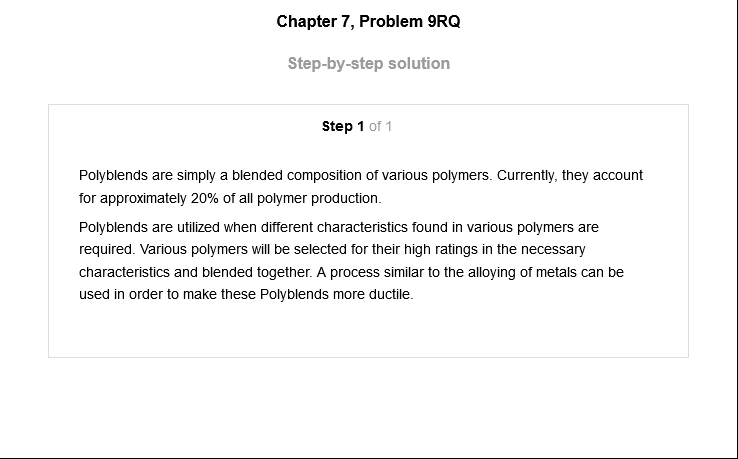 Chapter 7, Problem 9RQ
Step-by-step solution
Step 1 of 1
Polyblends are simply a blended composition of various polymers. Currently, they account
for approximately 20% of all polymer production.
Polyblends are utilized when different characteristics found in various polymers are
required. Various polymers will be selected for their high ratings in the necessary
characteristics and blended together. A process similar to the alloying of metals can be
used in order to make these Polyblends more ductile.